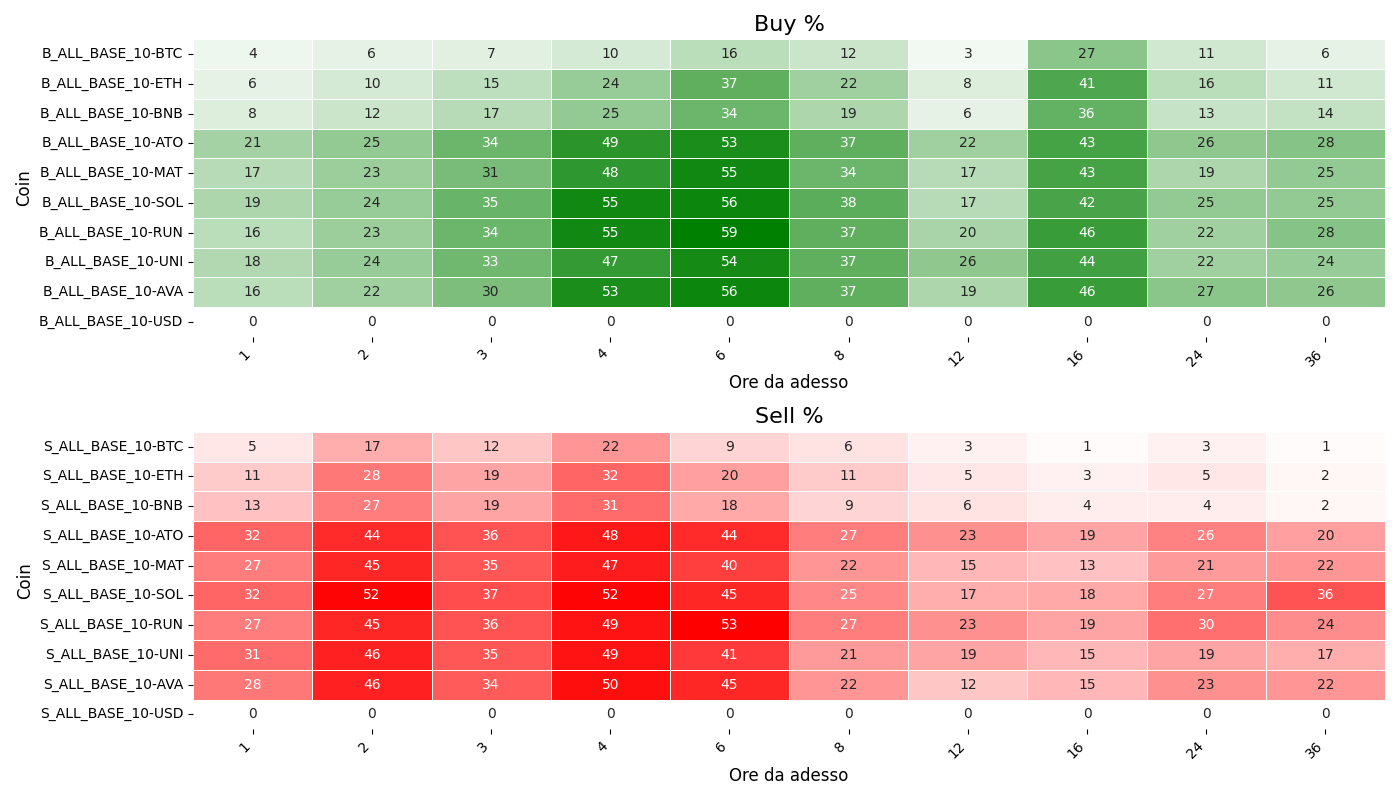 Buy %
Coin
B_ALL_BASE_10-BTC 4 6 7 10 16 12 3 27 11 6
B_ALL_BASE_10-ETH 6 10 15 24 37 22 8 41 16 11
B_ALL_BASE_10-BNB 8 12 17 25 34 19 6 36 13 14
B_ALL_BASE_10-ATO 21 25 34 49 53 37 22 43 26 28
B_ALL_BASE_10-MAT 17 23 31 48 55 34 17 43 19 25
B_ALL_BASE_10-SOL 19 24 35 55 56 38 17 42 25 25
B_ALL_BASE_10-RUN 16 23 34 55 59 37 20 46 22 28
B_ALL_BASE_10-UNI 18 24 33 47 54 37 26 44 22 24
B_ALL_BASE_10-AVA 16 22 30 53 56 37 19 46 27 26
B_ALL_BASE_10-USD 0 0 0 0 0 0 0 0 0 0
1 2 3 4 6 8 12 16 24 36
Ore da adesso
Sell %
Coin
S_ALL_BASE_10-BTC 5 17 12 22 9 6 3 1 3 1
S_ALL_BASE_10-ETH 11 28 19 32 20 11 5 3 5 2
S_ALL_BASE_10-BNB 13 27 19 31 18 9 6 4 4 2
S_ALL_BASE_10-ATO 32 44 36 48 44 27 23 19 26 20
S_ALL_BASE_10-MAT 27 45 35 47 40 22 15 13 21 22
S_ALL_BASE_10-SOL 32 52 37 52 45 25 17 18 27 36
S_ALL_BASE_10-RUN 27 45 36 49 53 27 23 19 30 24
S_ALL_BASE_10-UNI 31 46 35 49 41 21 19 15 19 17
S_ALL_BASE_10-AVA 28 46 34 50 45 22 12 15 23 22
S_ALL_BASE_10-USD 0 0 0 0 0 0 0 0 0 0
1 2 3 4 6 8 12 16 24 36
Ore da adesso